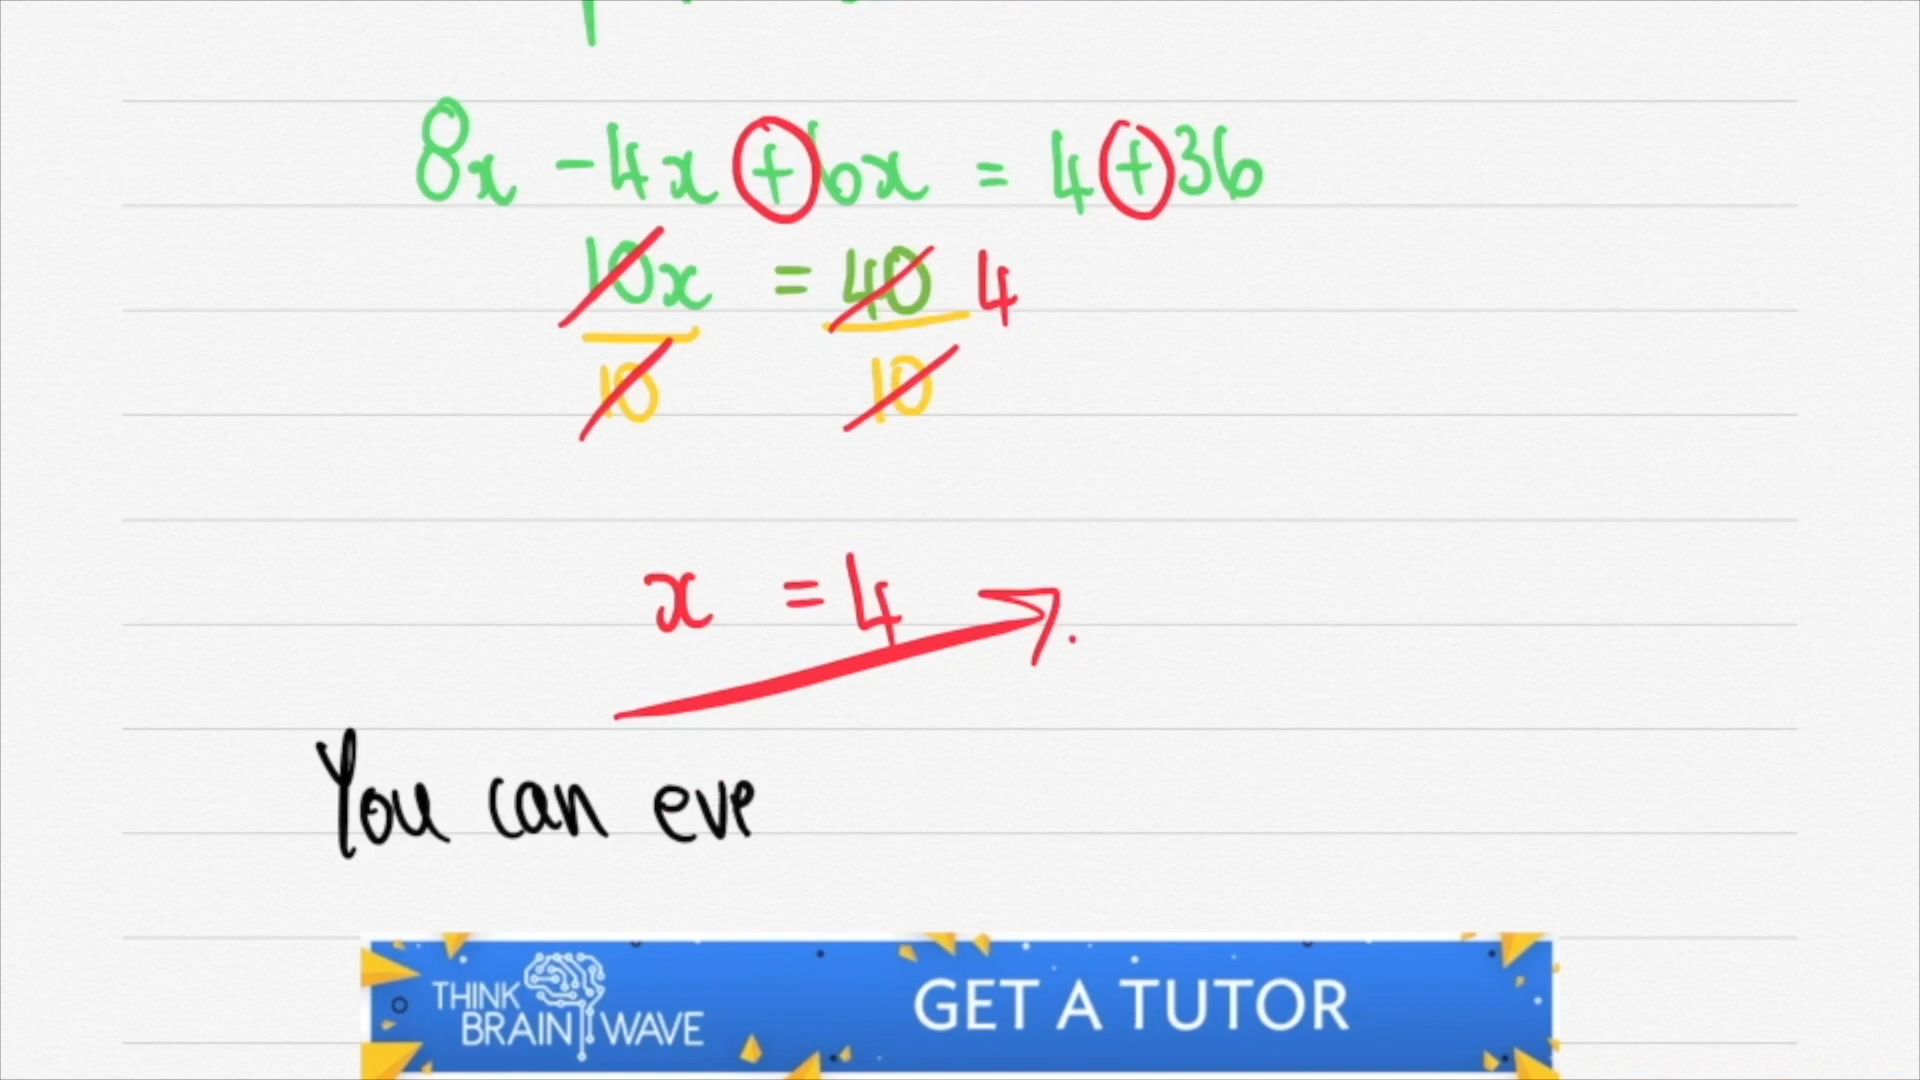 8x - 4x + 6x = 4 + 36
10x = 40 4
10 10
x = 4
You can eve
THINK BRAIN WAVE
GET A TUTOR